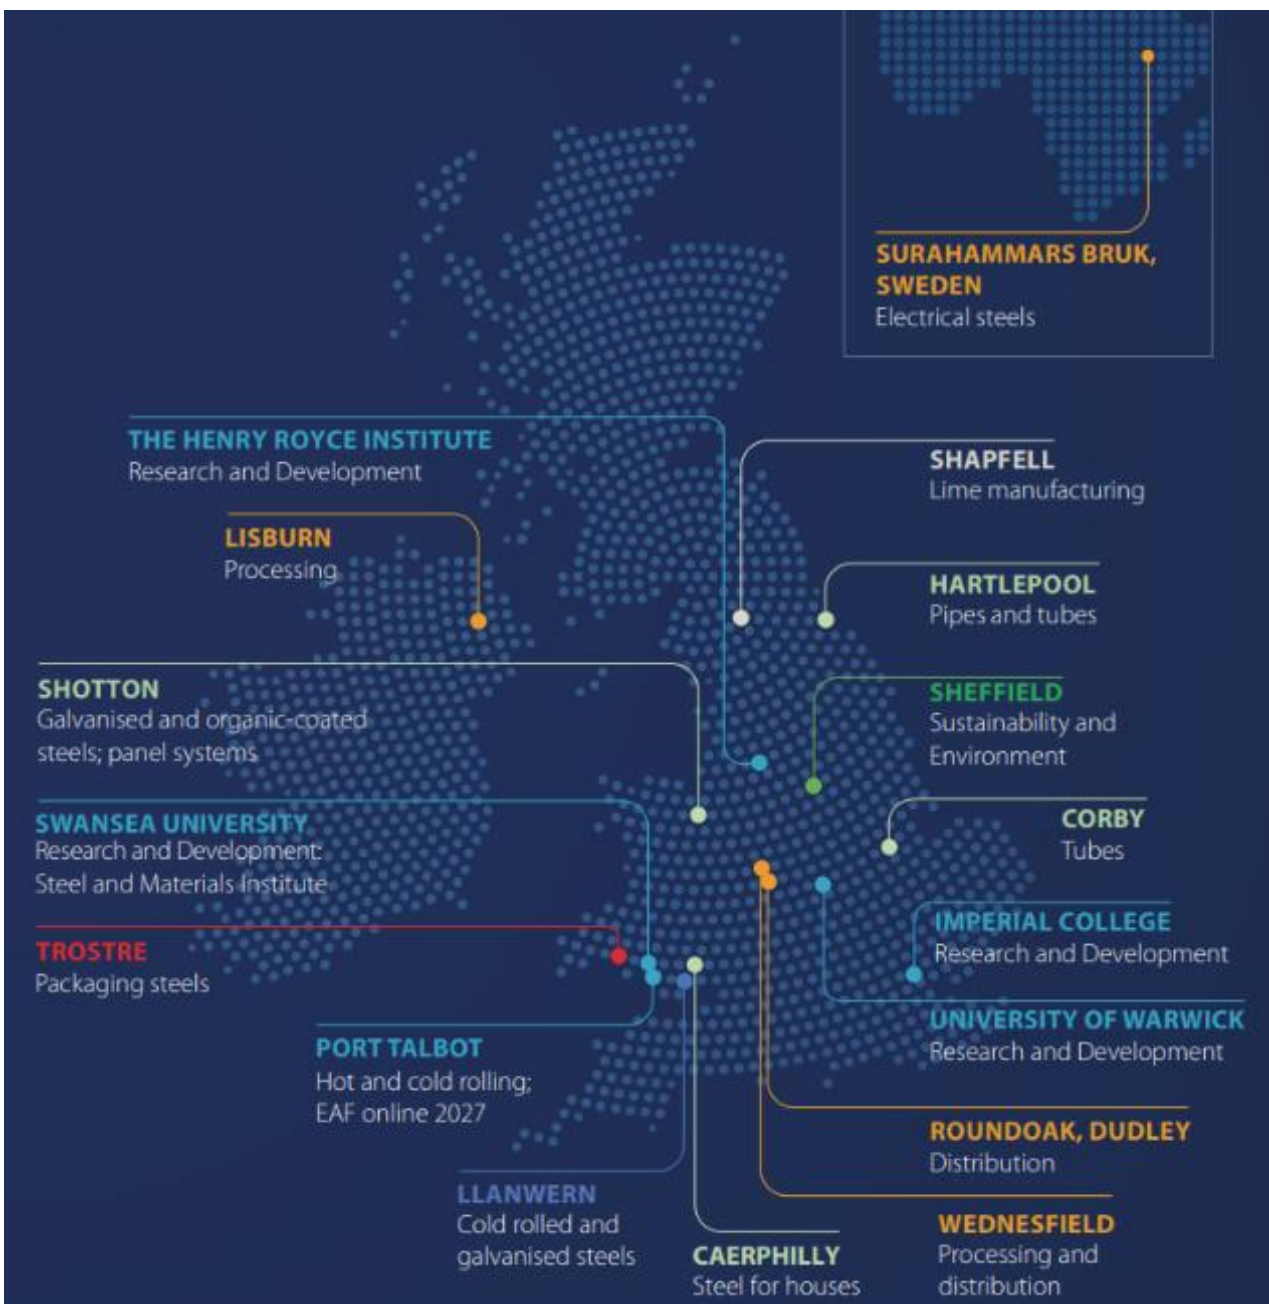 SURAHAMMARS BRUK,
SWEDEN
Electrical steels
THE HENRY ROYCE INSTITUTE
Research and Development
SHAPFELL
Lime manufacturing
LISBURN
Processing
HARTLEPOOL
Pipes and tubes
SHOTTON
Galvanised and organic-coated
steels; panel systems
SHEFFIELD
Sustainability and
Environment
SWANSEA UNIVERSITY
Research and Development:
Steel and Materials Institute
CORBY
Tubes
TROSTRE
Packaging steels
IMPERIAL COLLEGE
Research and Development
PORT TALBOT
Hot and cold rolling;
EAF online 2027
UNIVERSITY OF WARWICK
Research and Development
ROUNDOAK, DUDLEY
Distribution
LLANWERN
Cold rolled and
galvanised steels
CAERPHILLY
Steel for houses
WEDNESFIELD
Processing and
distribution